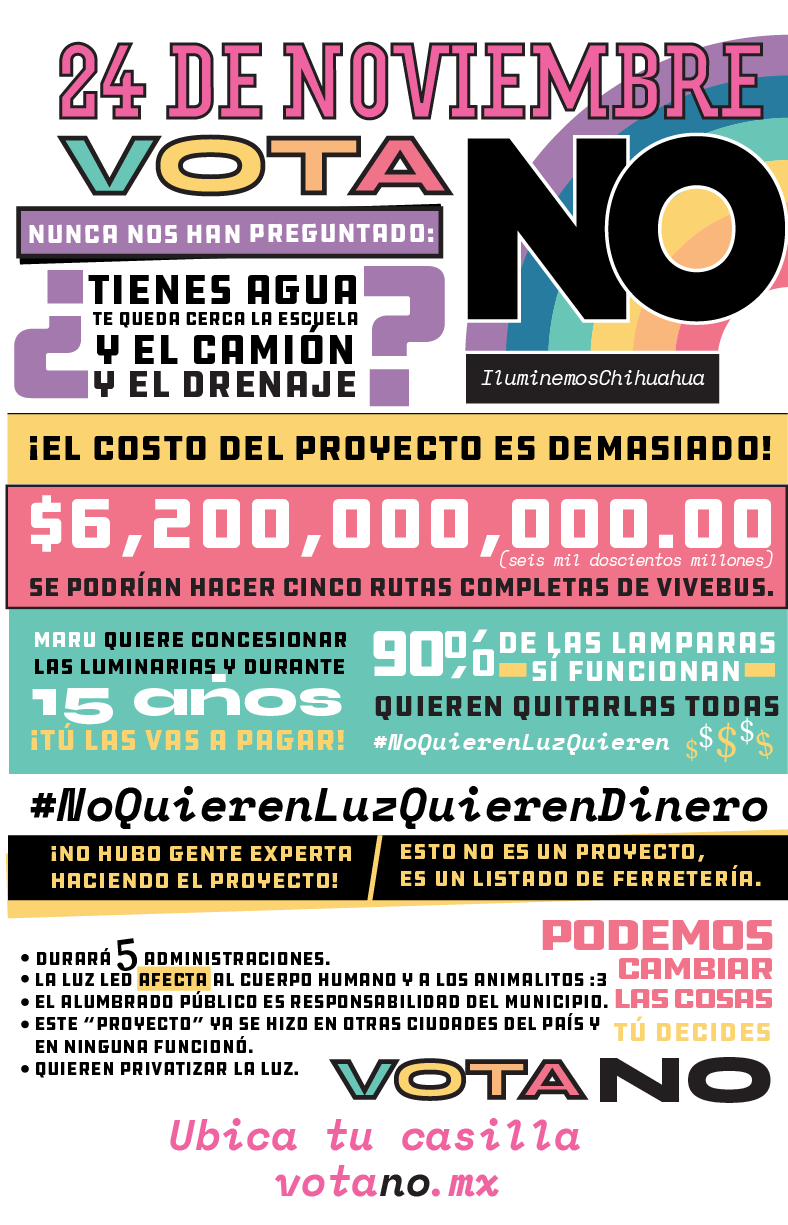 24 DE NOVIEMBRE
VOTA NO
NUNCA NOS HAN PREGUNTADO:
¿TIENES AGUA
TE QUEDA CERCA LA ESCUELA
Y EL CAMIÓN
Y EL DRENAJE?
IluminemosChihuahua
¡EL COSTO DEL PROYECTO ES DEMASIADO!
$6,200,000,000.00
(seis mil doscientos millones)
SE PODRÍAN HACER CINCO RUTAS COMPLETAS DE VIVEBUS.
MARU QUIERE CONCESIONAR
LAS LUMINARIAS Y DURANTE
15 años
¡TÚ LAS VAS A PAGAR!
90% DE LAS LAMPARAS
SÍ FUNCIONAN
QUIEREN QUITARLAS TODAS
#NoQuierenLuzQuieren $$$$$
#NoQuierenLuzQuierenDinero
¡NO HUBO GENTE EXPERTA
HACIENDO EL PROYECTO!
ESTO NO ES UN PROYECTO,
ES UN LISTADO DE FERRETERÍA.
• DURARÁ 5 ADMINISTRACIONES.
• LA LUZ LED AFECTA AL CUERPO HUMANO Y A LOS ANIMALITOS :3
• EL ALUMBRADO PÚBLICO ES RESPONSABILIDAD DEL MUNICIPIO.
• ESTE “PROYECTO” YA SE HIZO EN OTRAS CIUDADES DEL PAÍS Y
EN NINGUNA FUNCIONÓ.
• QUIEREN PRIVATIZAR LA LUZ.
PODEMOS
CAMBIAR
LAS COSAS
TÚ DECIDES
VOTA NO
Ubica tu casilla
votano.mx